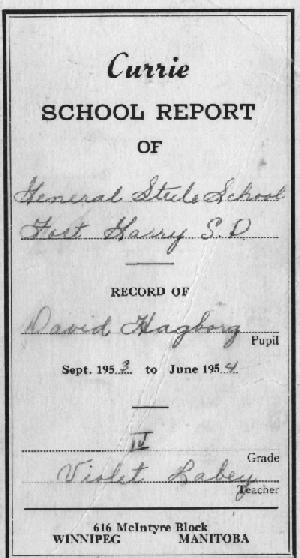 Currie
SCHOOL REPORT
OF
General Steele School
Fort Garry S.D.
RECORD OF
David Hagborg
Pupil
Sept. 1953 to June 1954
IV
Grade
Violet Labey
Teacher
616 McIntyre Block
WINNIPEG MANITOBA